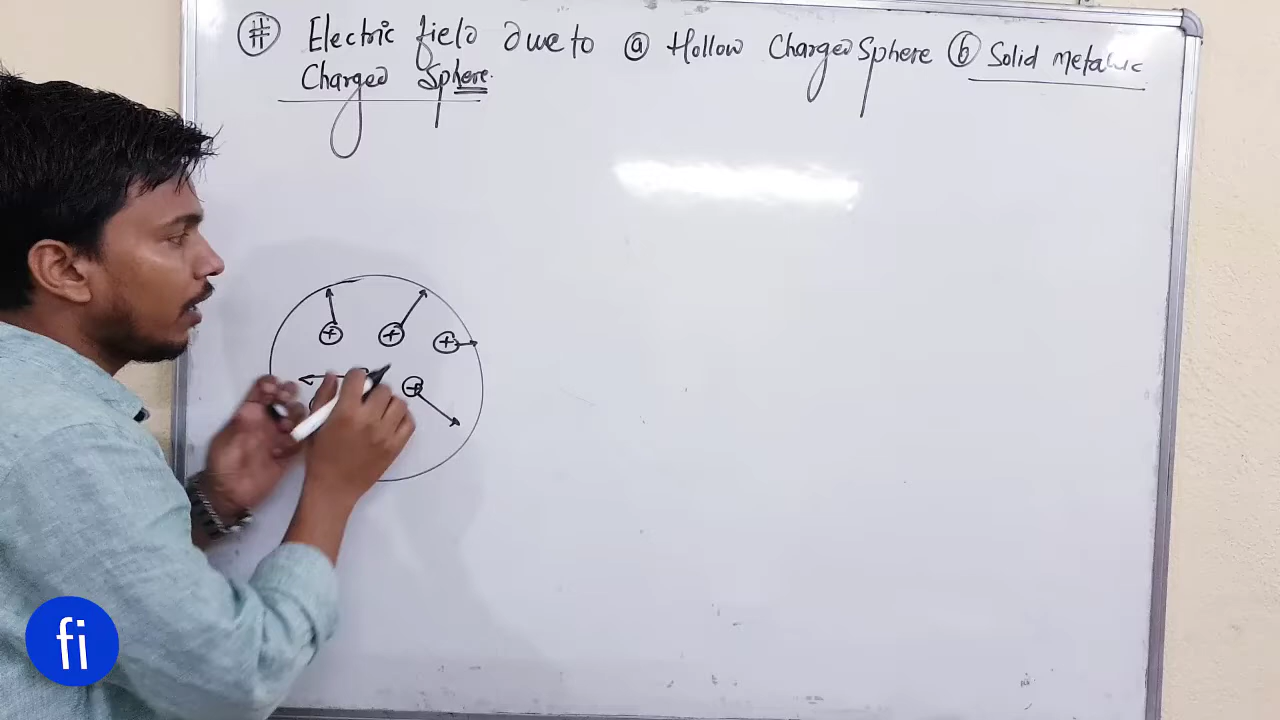 # Electric field Due to (a) Hollow Charged Sphere (b) Solid Metallic
Charged Sphere.
+ + +
+
fi